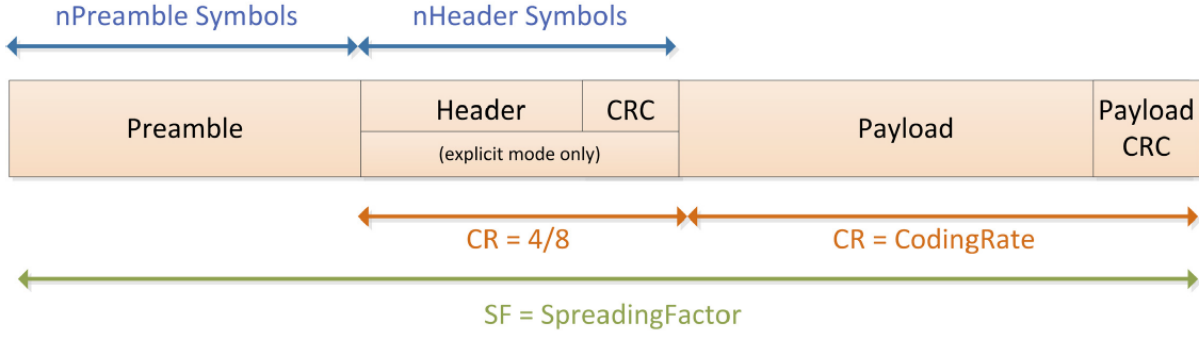 nPreamble Symbols
nHeader Symbols
Preamble
Header
CRC
(explicit mode only)
Payload
Payload
CRC
CR = 4/8
CR = CodingRate
SF = SpreadingFactor